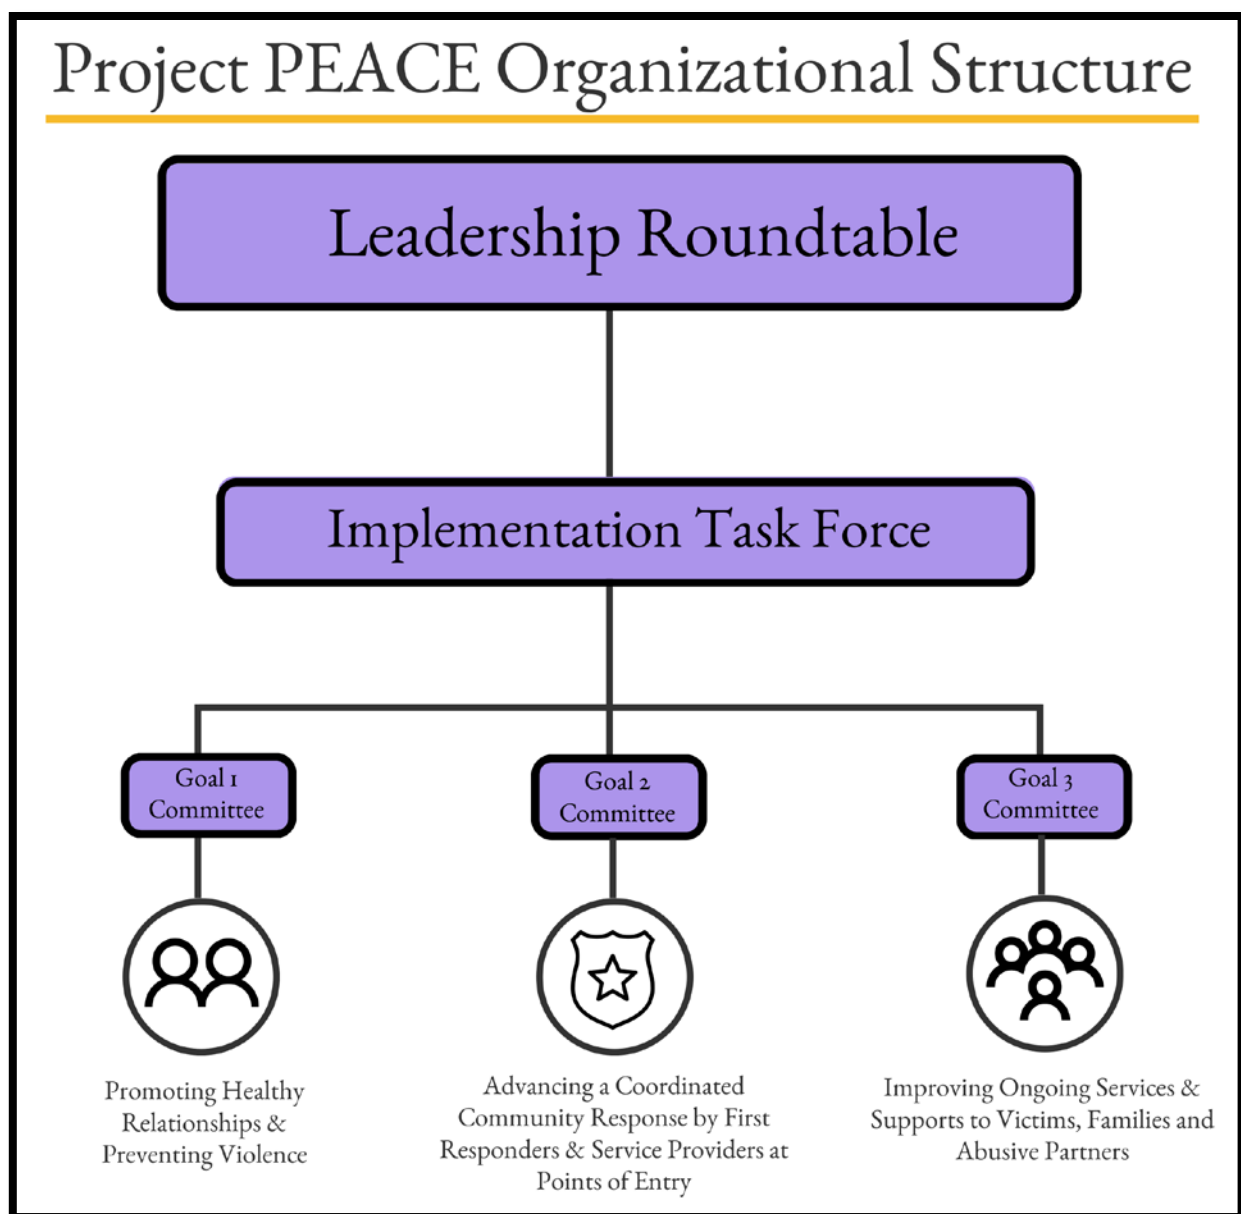 Project PEACE Organizational Structure
Leadership Roundtable
Implementation Task Force
Goal 1
Committee
Goal 2
Committee
Goal 3
Committee
Promoting Healthy
Relationships &
Preventing Violence
Advancing a Coordinated
Community Response by First
Responders & Service Providers at
Points of Entry
Improving Ongoing Services &
Supports to Victims, Families and
Abusive Partners